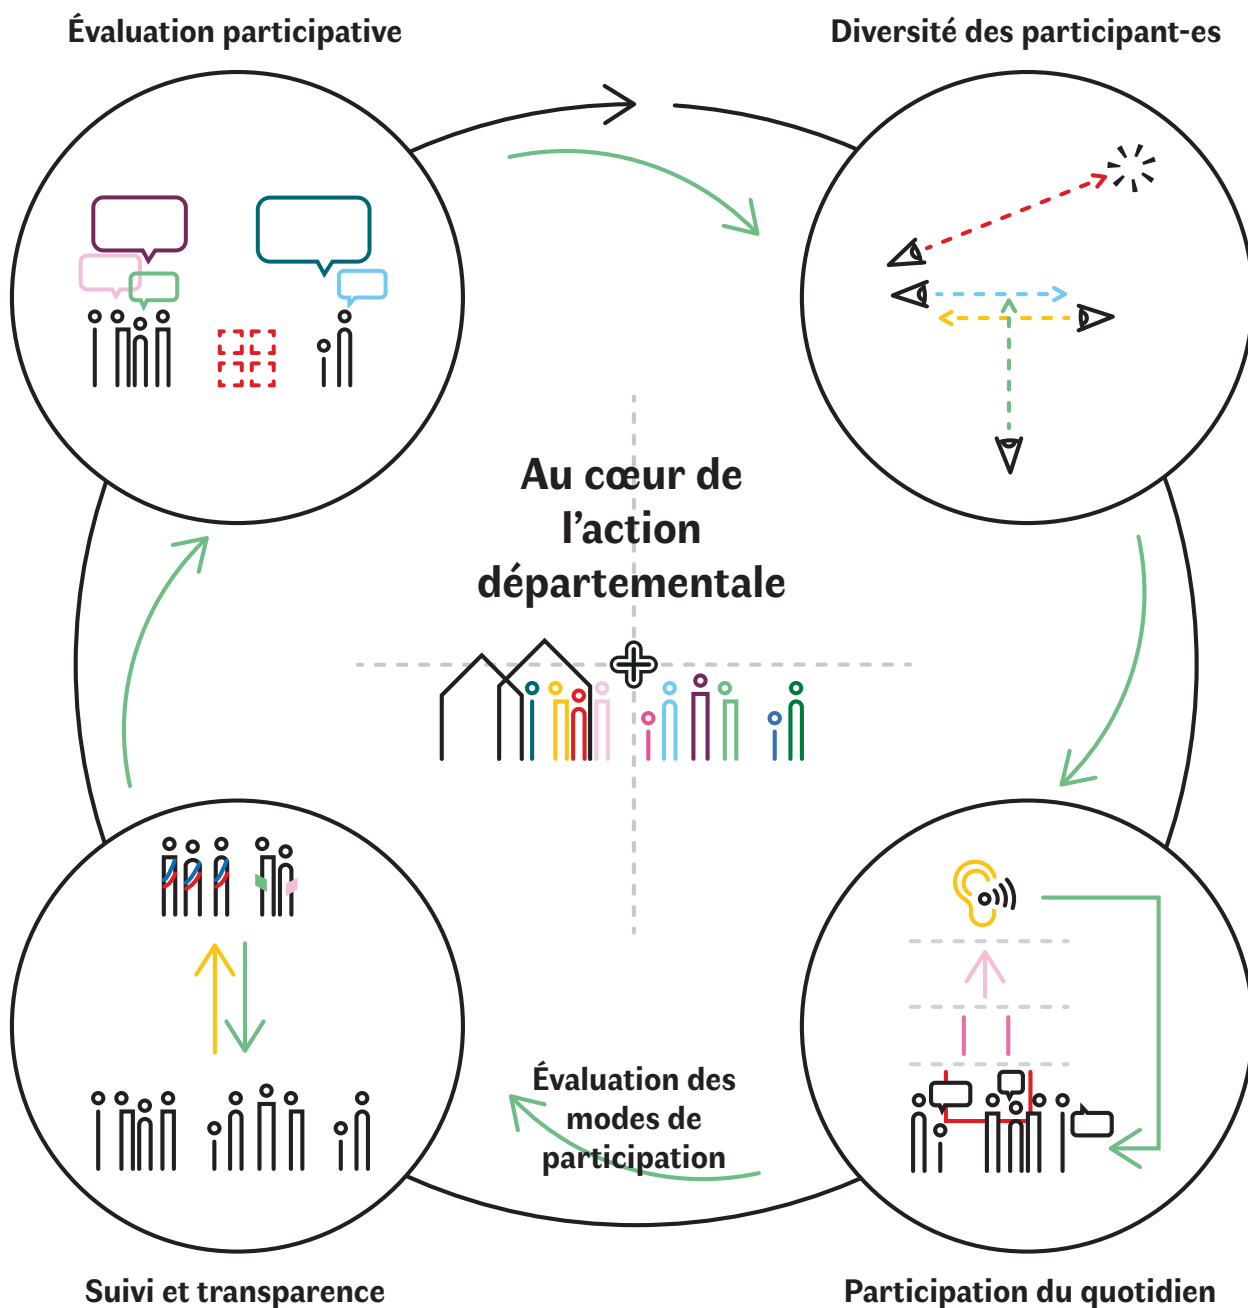 Évaluation participative
Diversité des participant-es
Au cœur de
l’action
départementale
Évaluation des
modes de
participation
Suivi et transparence
Participation du quotidien